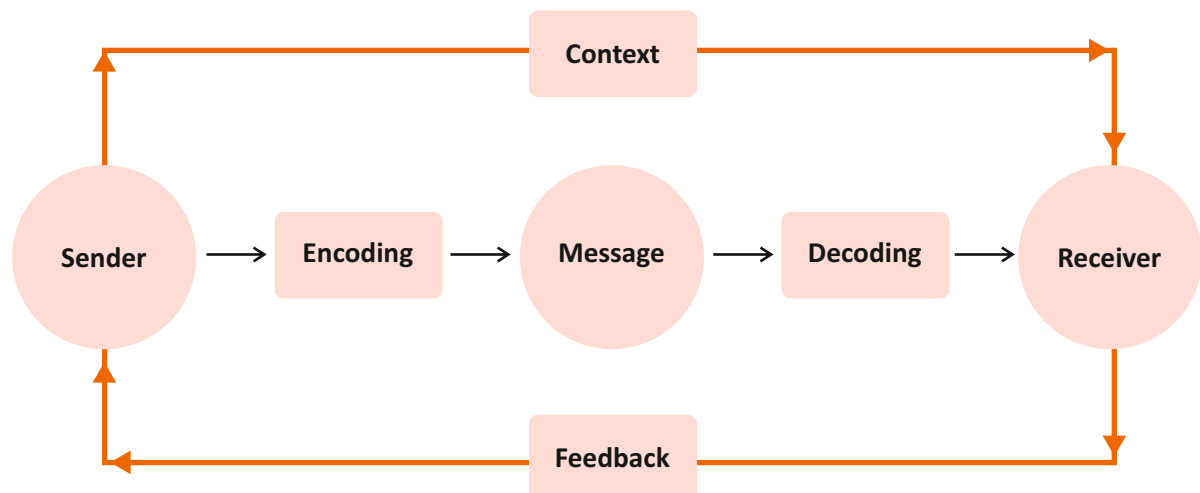 Context
Sender
Encoding
Message
Decoding
Receiver
Feedback